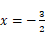 x = −3/2